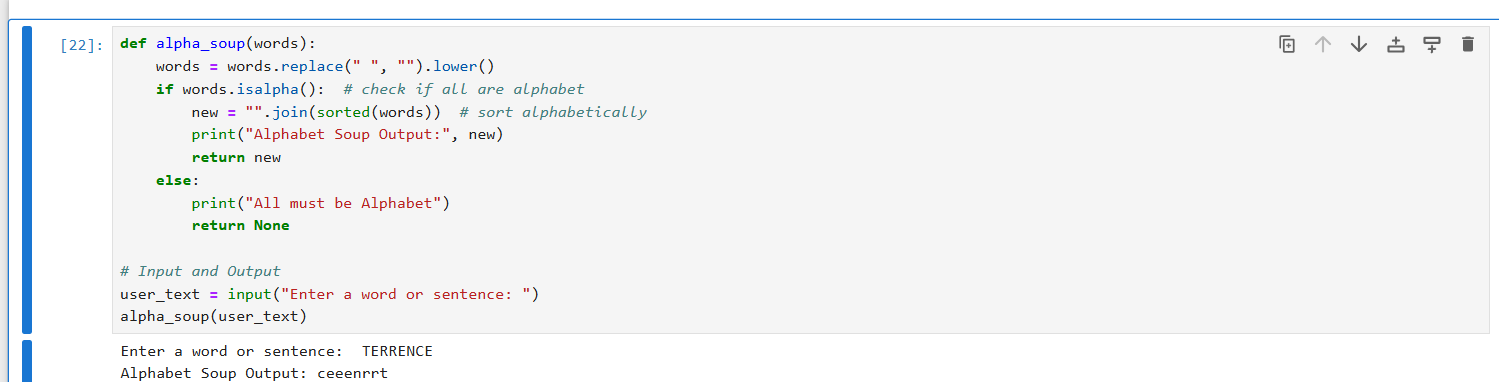 [22]:
def alpha_soup(words):
    words = words.replace(" ", "").lower()
    if words.isalpha():  # check if all are alphabet
        new = "".join(sorted(words))  # sort alphabetically
        print("Alphabet Soup Output:", new)
        return new
    else:
        print("All must be Alphabet")
        return None

# Input and Output
user_text = input("Enter a word or sentence: ")
alpha_soup(user_text)
Enter a word or sentence:  TERRENCE
Alphabet Soup Output: ceeenrrt